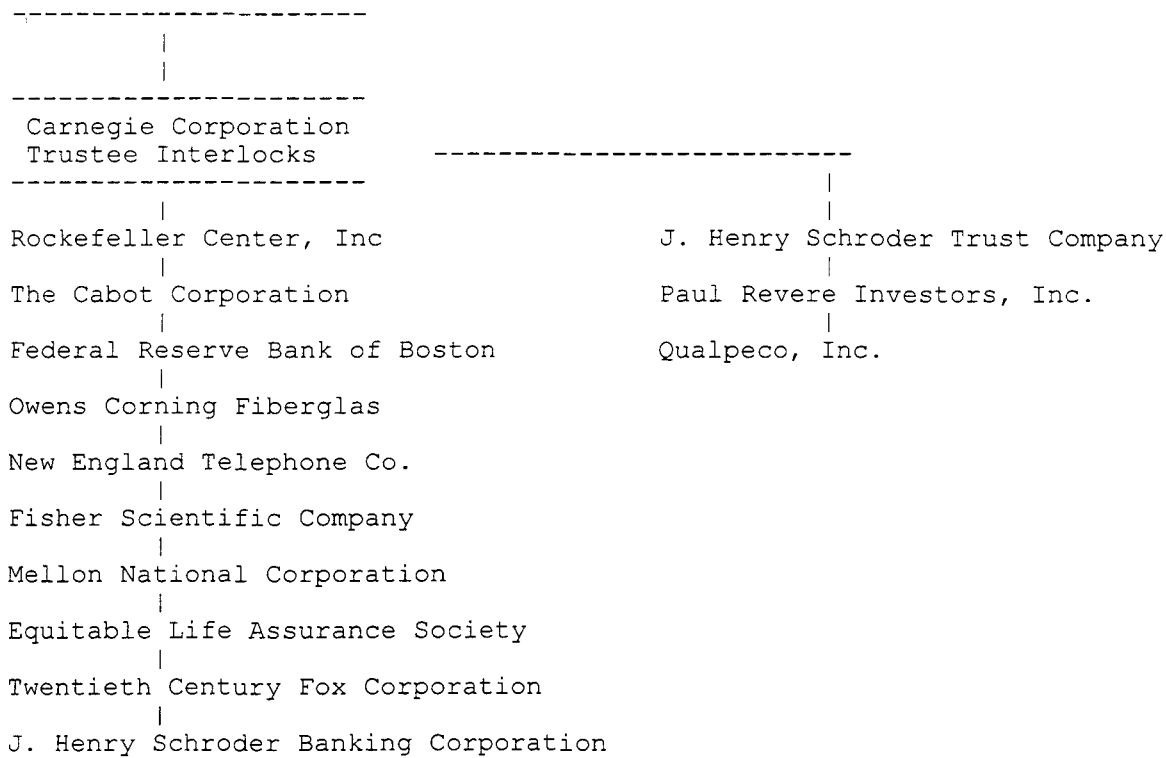 Carnegie Corporation
Trustee Interlocks
Rockefeller Center, Inc
The Cabot Corporation
Federal Reserve Bank of Boston
Owens Corning Fiberglas
New England Telephone Co.
Fisher Scientific Company
Mellon National Corporation
Equitable Life Assurance Society
Twentieth Century Fox Corporation
J. Henry Schroder Banking Corporation
J. Henry Schroder Trust Company
Paul Revere Investors, Inc.
Qualpeco, Inc.